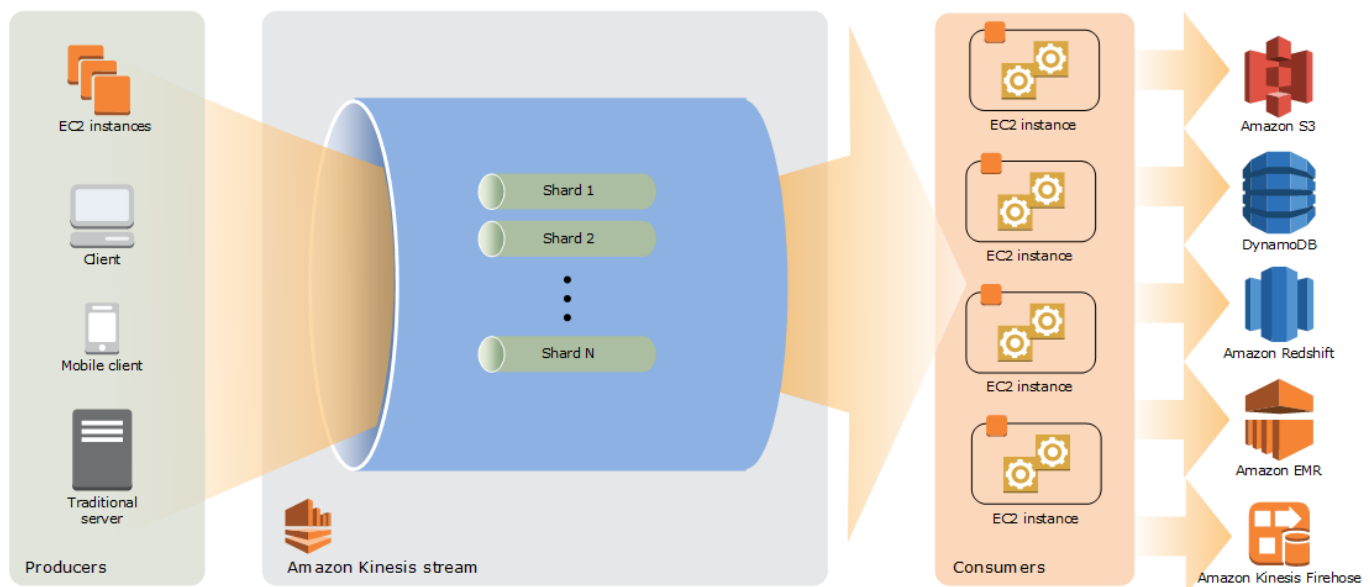 EC2 instances
Client
Mobile client
Traditional
server
Producers
Shard 1
Shard 2
Shard N
Amazon Kinesis stream
EC2 instance
EC2 instance
EC2 instance
EC2 instance
Consumers
Amazon S3
DynamoDB
Amazon Redshift
Amazon EMR
Amazon Kinesis Firehose